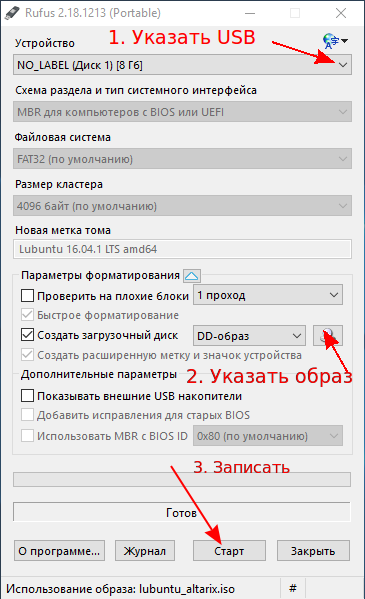 Rufus 2.18.1213 (Portable)
1. Указать USB
Устройство
NO_LABEL (Диск 1) [8 Гб]
Схема раздела и тип системного интерфейса
MBR для компьютеров с BIOS или UEFI
Файловая система
FAT32 (по умолчанию)
Размер кластера
4096 байт (по умолчанию)
Новая метка тома
Lubuntu 16.04.1 LTS amd64
Параметры форматирования
Проверить на плохие блоки 1 проход
Быстрое форматирование
Создать загрузочный диск DD-образ
Создать расширенную метку и значок устройства
Дополнительные параметры
2. Указать образ
Показывать внешние USB накопители
Добавить исправления для старых BIOS
Использовать MBR с BIOS ID 0x80 (по умолчанию)
3. Записать
Готов
О программе... Журнал Старт Закрыть
Использование образа: lubuntu_altarix.iso #